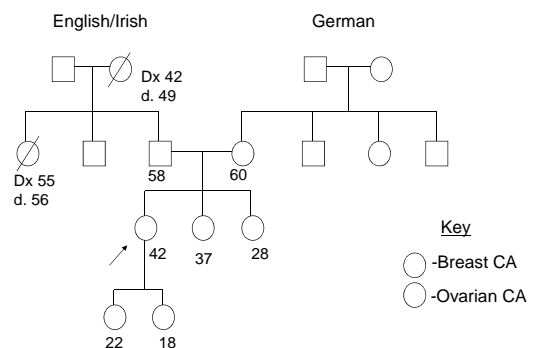 English/Irish
German
Dx 42
d. 49
Dx 55
d. 56
58
60
42
37
28
Key
-Breast CA
-Ovarian CA
22
18